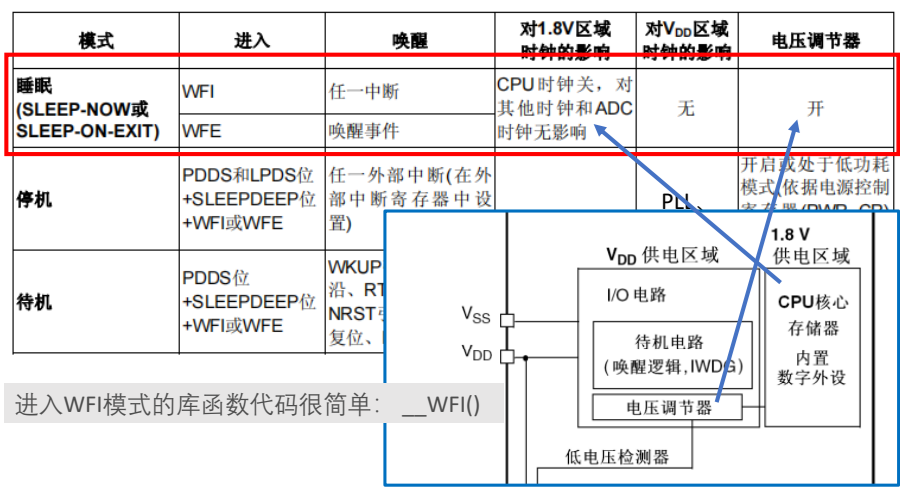 模式 进入 唤醒 对1.8V区域时钟的影响 对VDD区域时钟的影响 电压调节器
睡眠
(SLEEP-NOW或
SLEEP-ON-EXIT)
WFI
任一中断
WFE
唤醒事件
CPU时钟关，对
其他时钟和ADC
时钟无影响
无
开
停机
PDDS和LPDS位
+SLEEPDEEP位
+WFI或WFE
任一外部中断(在外
部中断寄存器中设
置)
PLL、
开启或处于低功耗
模式(依据电源控制
寄存器(PWR_CR)
待机
PDDS位
+SLEEPDEEP位
+WFI或WFE
WKUP
沿、RT
NRST
复位、
1.8 V
VDD 供电区域
供电区域
I/O 电路
CPU核心
存储器
内置
数字外设
VSS
待机电路
(唤醒逻辑,IWDG)
VDD
电压调节器
低电压检测器
进入WFI模式的库函数代码很简单： __WFI()